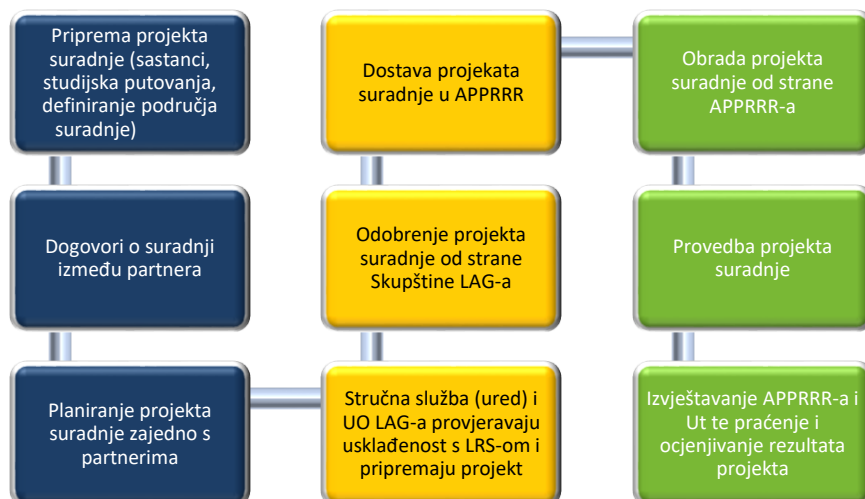 Priprema projekta
suradnje (sastanci,
studijska putovanja,
definiranje područja
suradnje)
Dogovori o suradnji
između partnera
Planiranje projekta
suradnje zajedno s
partnerima
Stručna služba (ured) i
UO LAG-a provjeravaju
usklađenost s LRS-om i
pripremaju projekt
Odobrenje projekta
suradnje od strane
Skupštine LAG-a
Dostava projekata
suradnje u APPRRR
Obrada projekta
suradnje od strane
APPRRR-a
Provedba projekta
suradnje
Izvještavanje APPRRR-a i
Ut te praćenje i
ocjenjivanje rezultata
projekta